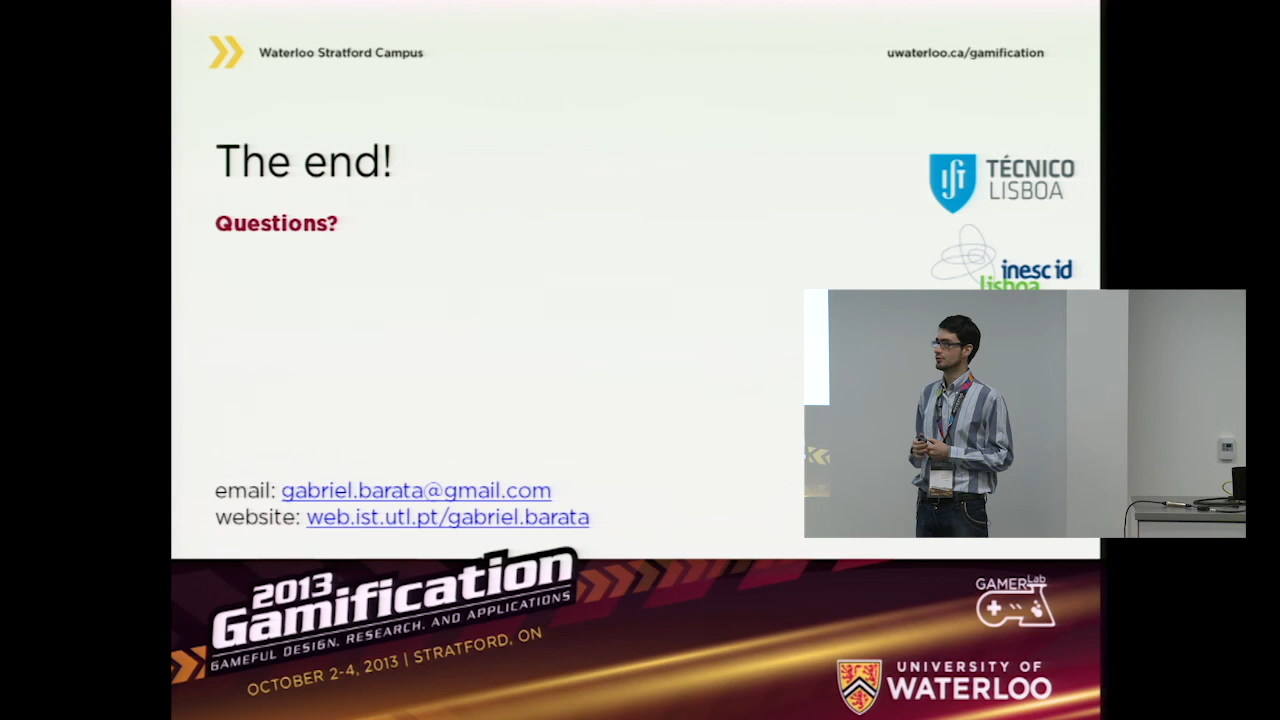 Waterloo Stratford Campus
uwaterloo.ca/gamification
The end!
Questions?
TÉCNICO
LISBOA
inesc id
lisboa
email: gabriel.barata@gmail.com
website: web.ist.utl.pt/gabriel.barata
2013
Gamification
GAMEFUL DESIGN, RESEARCH, AND APPLICATIONS
OCTOBER 2-4, 2013 | STRATFORD, ON
GAMERLab
UNIVERSITY OF
WATERLOO